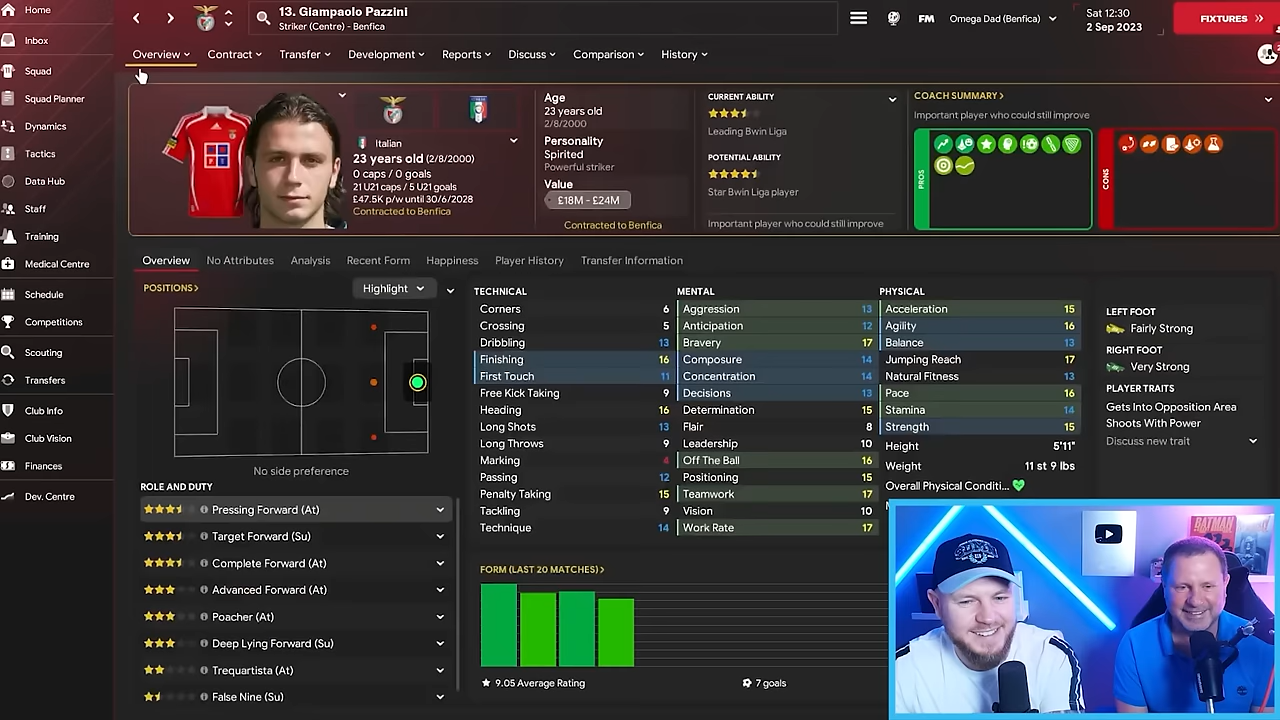 Home
Inbox
Squad
Squad Planner
Dynamics
Tactics
Data Hub
Staff
Training
Medical Centre
Schedule
Competitions
Scouting
Transfers
Club Info
Club Vision
Finances
Dev. Centre
13. Giampaolo Pazzini
Striker (Centre) - Benfica
FM
Omega Dad (Benfica)
Sat 12:30
2 Sep 2023
FIXTURES
Overview
Contract
Transfer
Development
Reports
Discuss
Comparison
History
Italian
23 years old (2/8/2000)
0 caps / 0 goals
21 U21 caps / 5 U21 goals
£47.5K p/w until 30/6/2028
Contracted to Benfica
Age
23 years old
2/8/2000
Personality
Spirited
Powerful striker
Value
£18M - £24M
Contracted to Benfica
CURRENT ABILITY
Leading Bwin Liga
POTENTIAL ABILITY
Star Bwin Liga player
Important player who could still improve
COACH SUMMARY >
Important player who could still improve
PROS
CONS
Overview
No Attributes
Analysis
Recent Form
Happiness
Player History
Transfer Information
POSITIONS >
Highlight
No side preference
ROLE AND DUTY
Pressing Forward (At)
Target Forward (Su)
Complete Forward (At)
Advanced Forward (At)
Poacher (At)
Deep Lying Forward (Su)
Trequartista (At)
False Nine (Su)
TECHNICAL
Corners 6
Crossing 5
Dribbling 13
Finishing 16
First Touch 11
Free Kick Taking 9
Heading 16
Long Shots 13
Long Throws 9
Marking 4
Passing 12
Penalty Taking 15
Tackling 9
Technique 14
MENTAL
Aggression 13
Anticipation 12
Bravery 17
Composure 14
Concentration 14
Decisions 13
Determination 15
Flair 8
Leadership 10
Off The Ball 16
Positioning 15
Teamwork 17
Vision 10
Work Rate 17
PHYSICAL
Acceleration 15
Agility 16
Balance 13
Jumping Reach 17
Natural Fitness 13
Pace 16
Stamina 14
Strength 15
Height 5'11"
Weight 11 st 9 lbs
Overall Physical Conditi...
LEFT FOOT
Fairly Strong
RIGHT FOOT
Very Strong
PLAYER TRAITS
Gets Into Opposition Area
Shoots With Power
Discuss new trait
FORM (LAST 20 MATCHES) >
9.05 Average Rating
7 goals
BATMAN